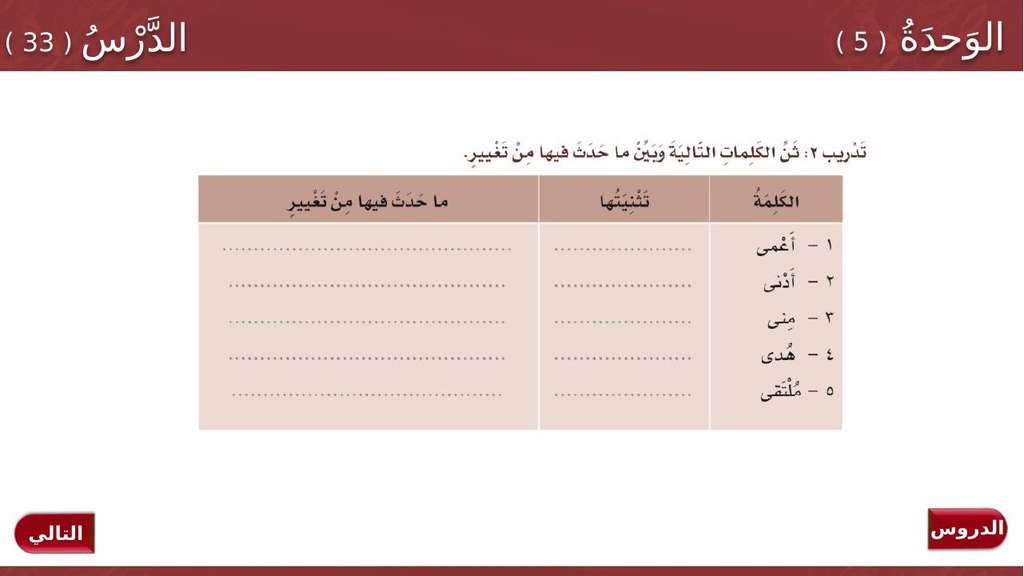 الوَحدَةُ ( 5 )
الدَّرْسُ ( 33 )
تَدْريب ٢: ثَنِّ الكَلِماتِ التّالِيَةَ وَبَيِّنْ ما حَدَثَ فيها مِنْ تَغْييرِ.
الكَلِمَةُ تَثْنِيَتُها ما حَدَثَ فيها مِنْ تَغْييرِ
١ – أَعْمى ..................... .............................................
٢ – أَدْنى ..................... .............................................
٣ – مِنى ..................... .............................................
٤ – هُدى ..................... .............................................
٥ – مُلْتَقى ..................... .............................................
الدروس
التالي